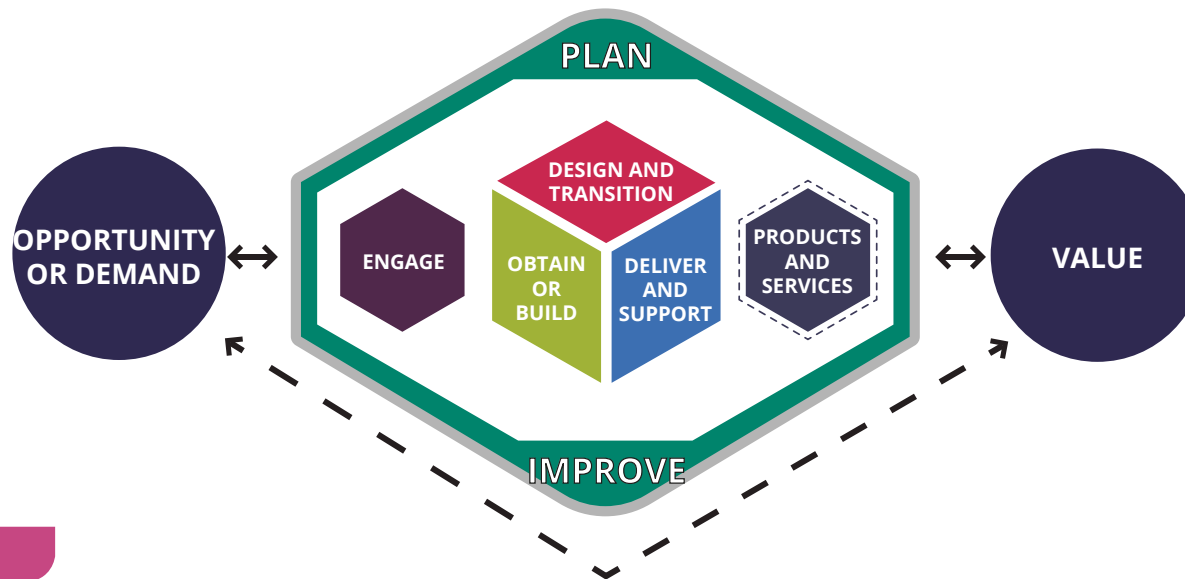 PLAN
DESIGN AND
TRANSITION
OPPORTUNITY
OR DEMAND
ENGAGE
OBTAIN
OR
BUILD
DELIVER
AND
SUPPORT
PRODUCTS
AND
SERVICES
VALUE
IMPROVE